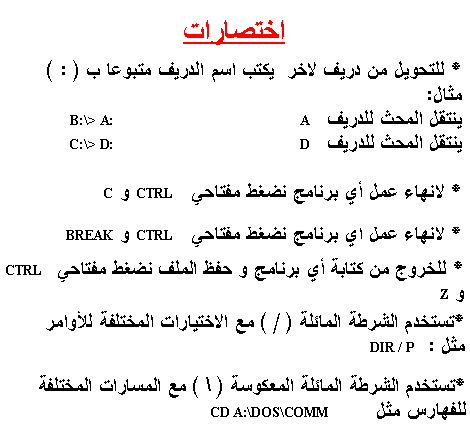 اختصارات
* للتحويل من دريف لاخر يكتب اسم الدريف متبوعا ب ( : )
مثال:
ينتقل المحث للدريف A B:\> A:
ينتقل المحث للدريف D C:\> D:
* لانهاء عمل أي برنامج نضغط مفتاحي CTRL و C
* لانهاء عمل اي برنامج نضغط مفتاحي CTRL و BREAK
* للخروج من كتابة أي برنامج و حفظ الملف نضغط مفتاحي CTRL
و Z
*تستخدم الشرطة المائلة ( / ) مع الاختيارات المختلفة للأوامر
مثل : DIR / P
*تستخدم الشرطة المائلة المعكوسة ( \ ) مع المسارات المختلفة
للفهارس مثل CD A:\DOS\COMM